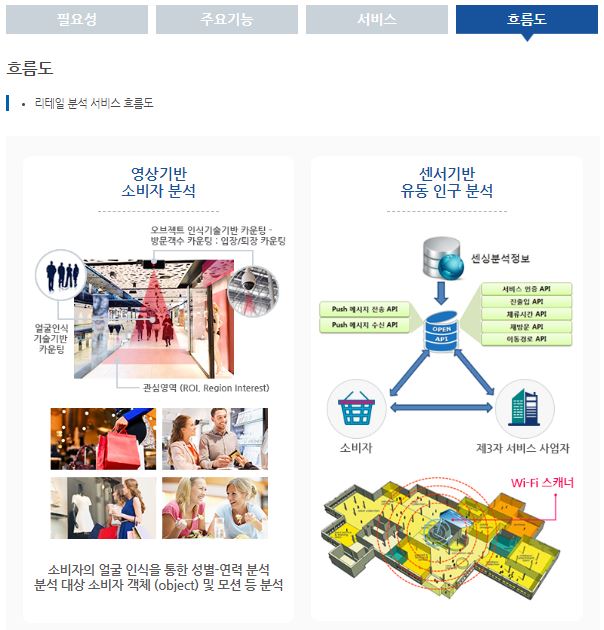 필요성
주요기능
서비스
흐름도
흐름도
리테일 분석 서비스 흐름도
영상기반
소비자 분석
오브젝트 인식기술기반 카운팅 -
방문객수 카운팅 : 입장/퇴장 카운팅
얼굴인식
기술기반
카운팅
관심영역 (ROI, Region Interest)
소비자의 얼굴 인식을 통한 성별-연력 분석
분석 대상 소비자 객체 (object) 및 모션 등 분석
센서기반
유동 인구 분석
센싱분석정보
Push 메시지 전송 API
Push 메시지 수신 API
OPEN
API
서비스 인증 API
진출입 API
체류시간 API
재방문 API
이동경로 API
소비자
제3자 서비스 사업자
Wi-Fi 스캐너